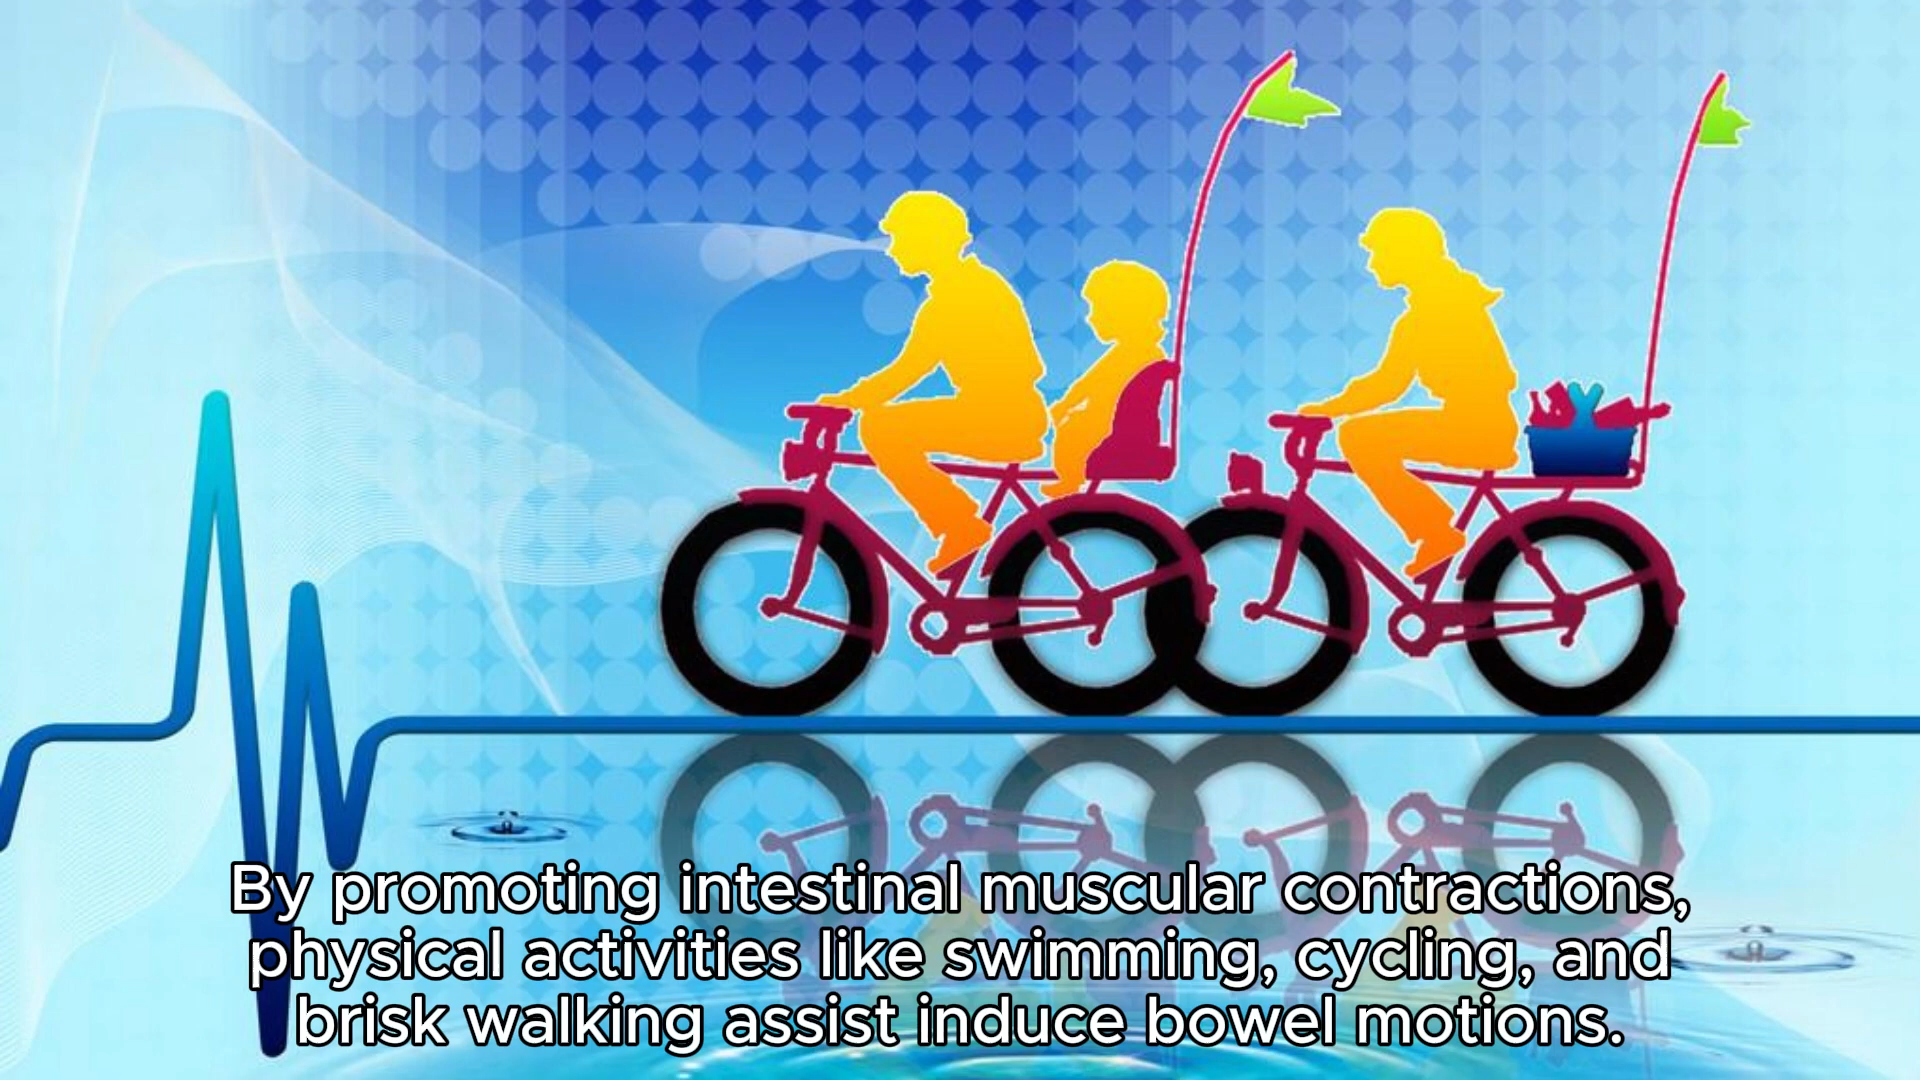 By promoting intestinal muscular contractions,
physical activities like swimming, cycling, and
brisk walking assist induce bowel motions.